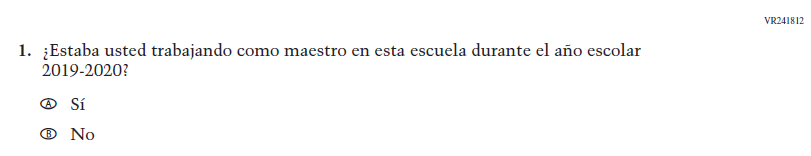 VR241812
1. ¿Estaba usted trabajando como maestro en esta escuela durante el año escolar
2019-2020?
Ⓐ Sí
Ⓑ No